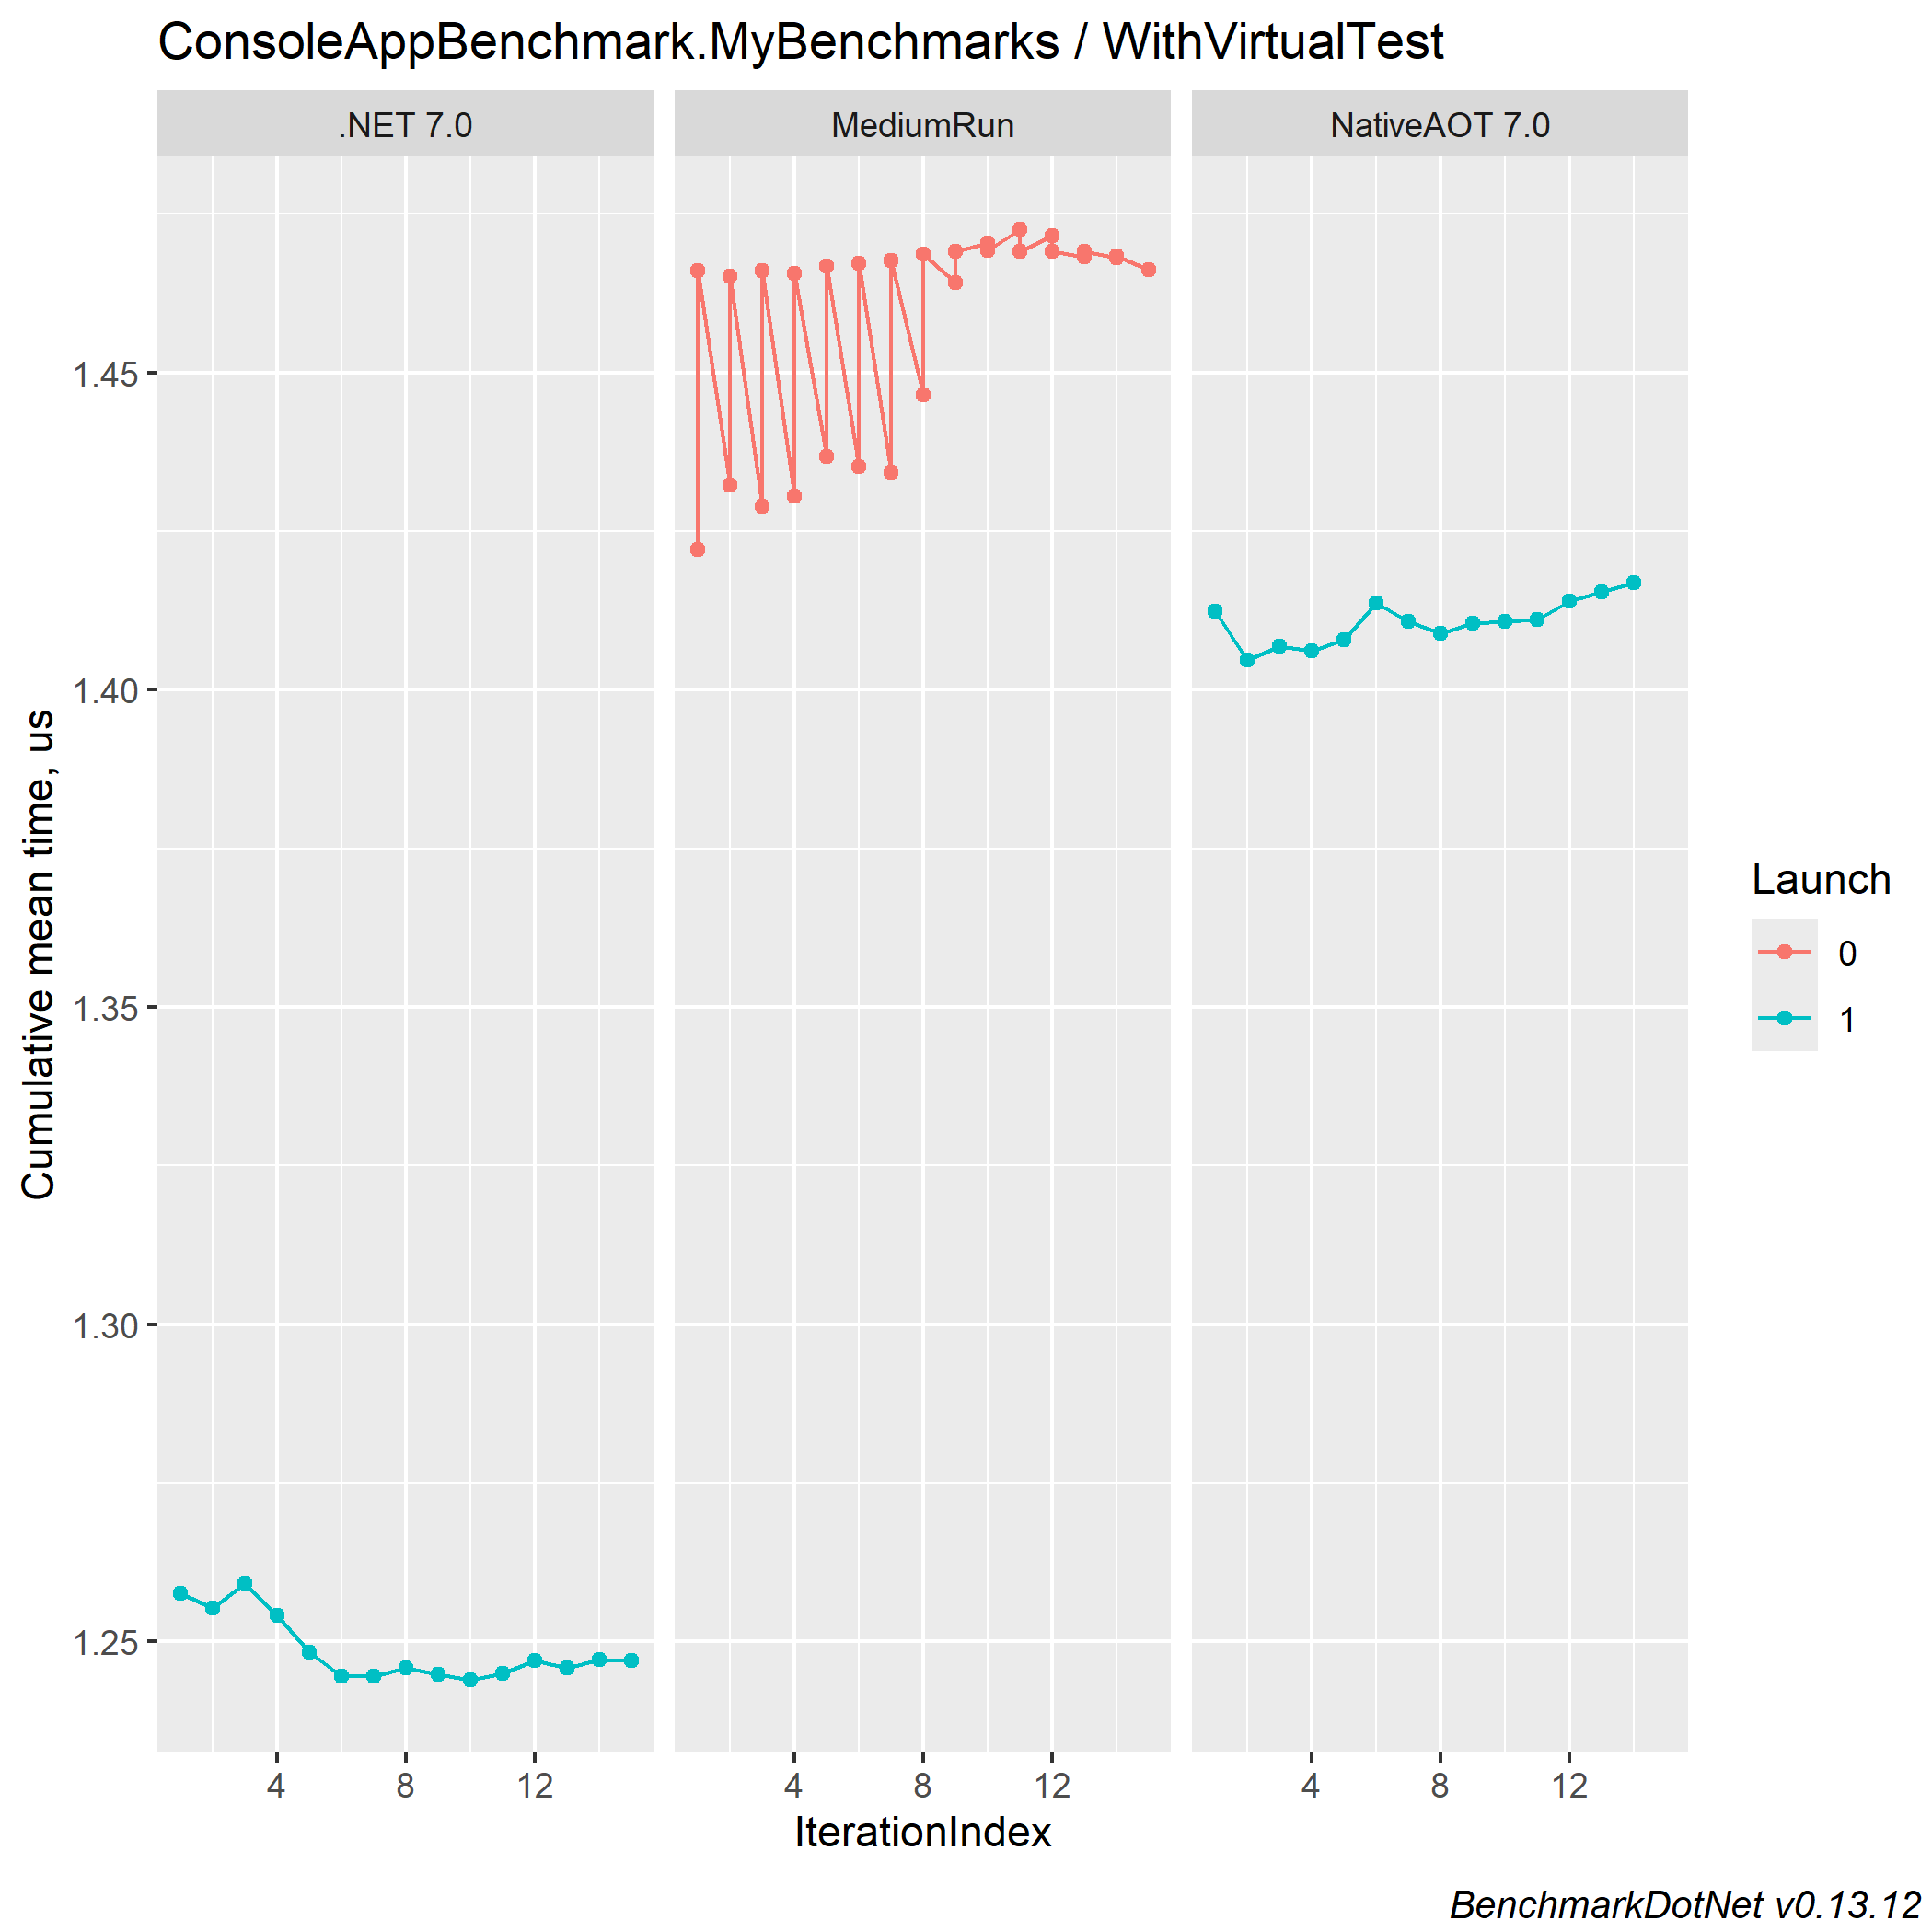 ConsoleAppBenchmark.MyBenchmarks / WithVirtualTest
.NET 7.0
MediumRun
NativeAOT 7.0
Cumulative mean time, us
1.45
1.40
1.35
1.30
1.25
4 8 12
4 8 12
4 8 12
IterationIndex
Launch
0
1
BenchmarkDotNet v0.13.12